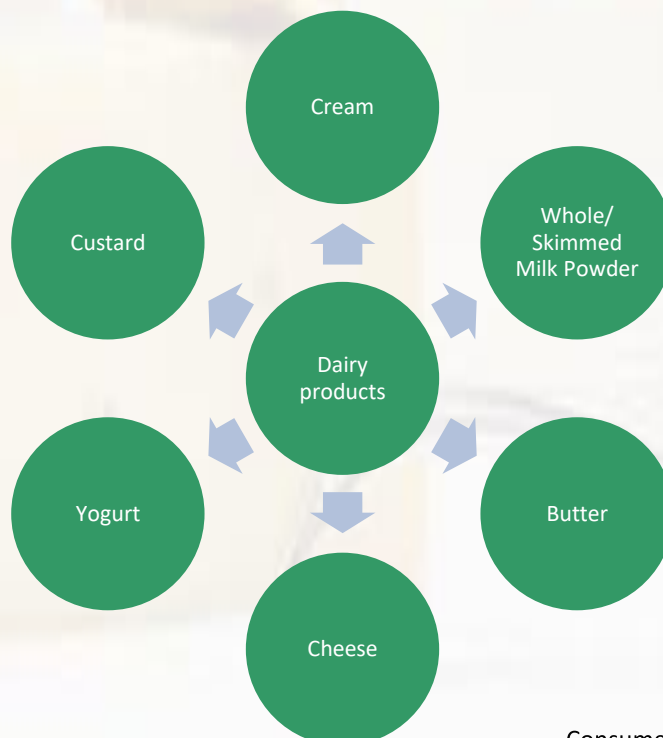 Cream
Custard
Whole/
Skimmed
Milk Powder
Dairy
products
Yogurt
Butter
Cheese